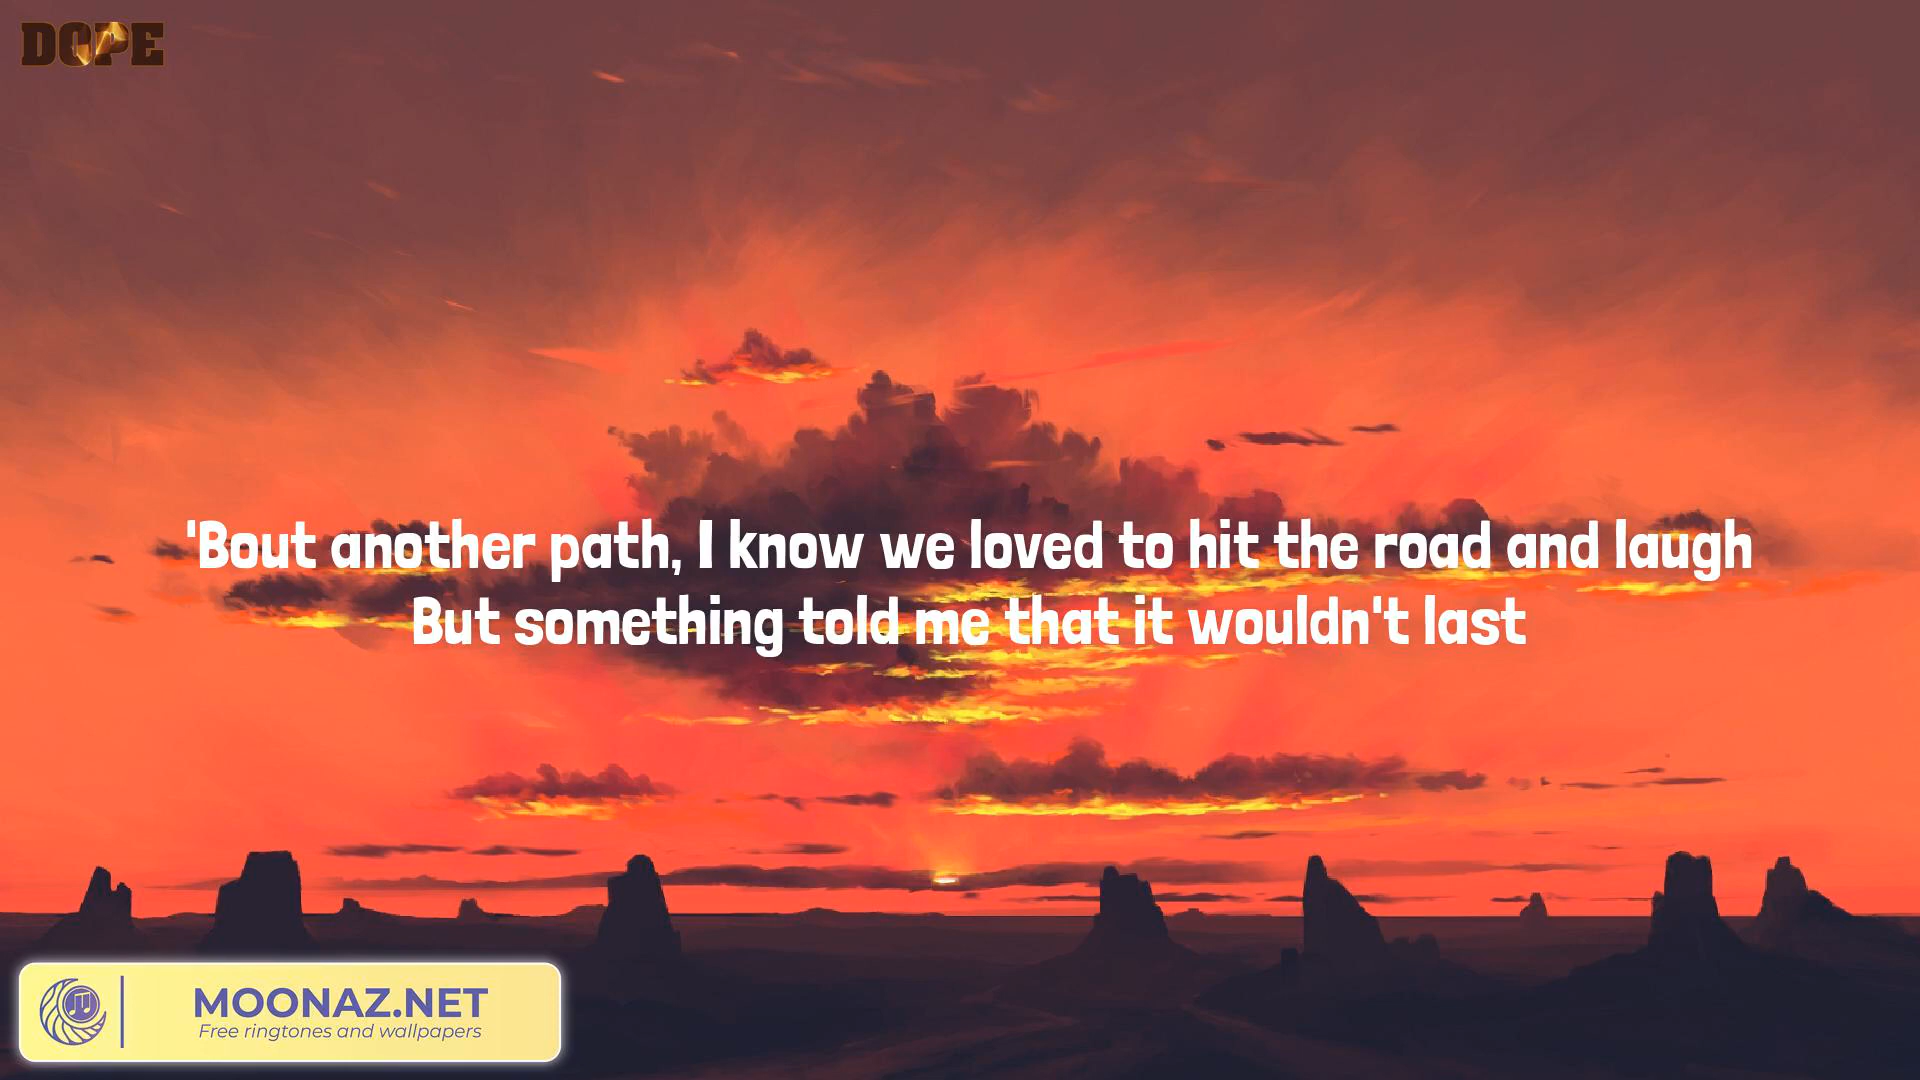 DOPE
'Bout another path, I know we loved to hit the road and laugh
But something told me that it wouldn't last
MOONAZ.NET
Free ringtones and wallpapers